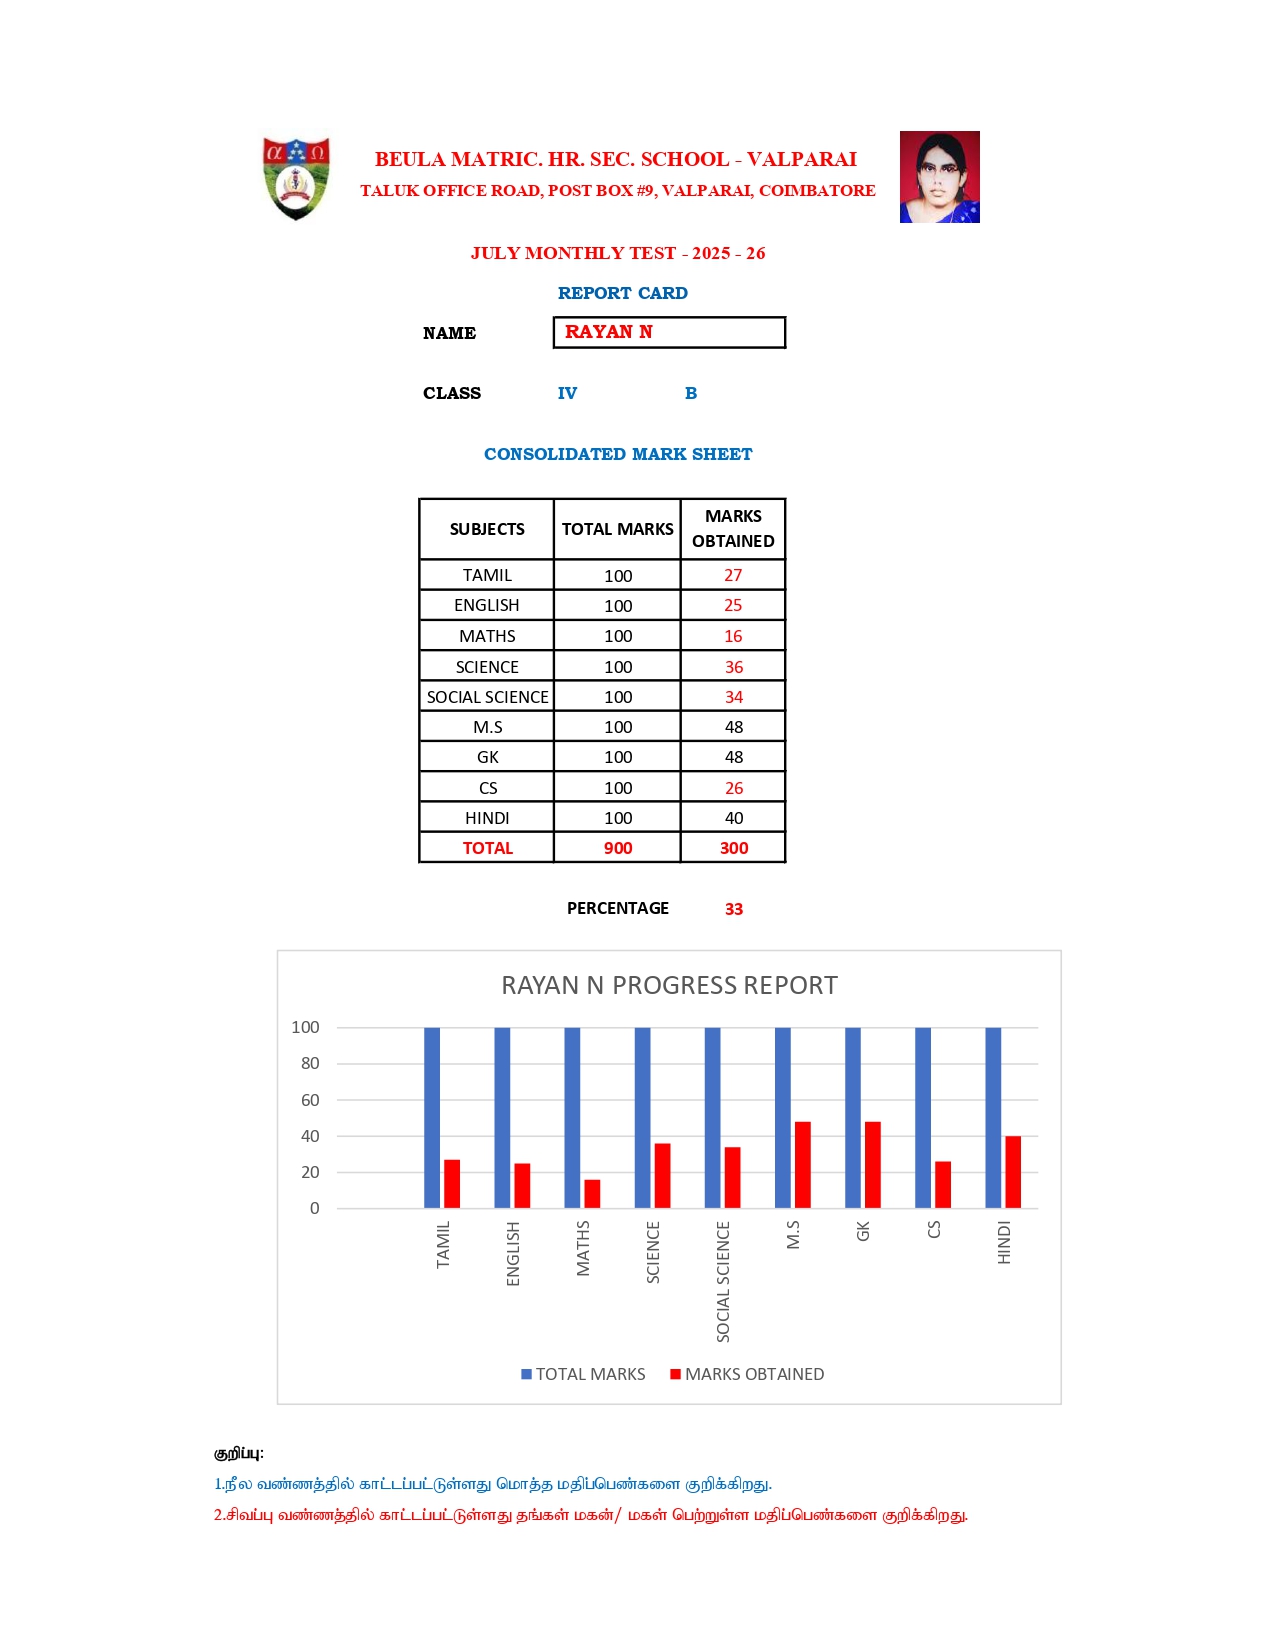 α Ω
BEULA MATRIC. HR. SEC. SCHOOL - VALPARAI
TALUK OFFICE ROAD, POST BOX #9, VALPARAI, COIMBATORE
JULY MONTHLY TEST - 2025 - 26
REPORT CARD
NAME RAYAN N
CLASS IV B
CONSOLIDATED MARK SHEET
SUBJECTS TOTAL MARKS MARKS OBTAINED
TAMIL 100 27
ENGLISH 100 25
MATHS 100 16
SCIENCE 100 36
SOCIAL SCIENCE 100 34
M.S 100 48
GK 100 48
CS 100 26
HINDI 100 40
TOTAL 900 300
PERCENTAGE 33
RAYAN N PROGRESS REPORT
100
80
60
40
20
0
TAMIL ENGLISH MATHS SCIENCE SOCIAL SCIENCE M.S GK CS HINDI
TOTAL MARKS MARKS OBTAINED
குறிப்பு:
1.நீல வண்ணத்தில் காட்டப்பட்டுள்ளது மொத்த மதிப்பெண்களை குறிக்கிறது.
2.சிவப்பு வண்ணத்தில் காட்டப்பட்டுள்ளது தங்கள் மகன்/ மகள் பெற்றுள்ள மதிப்பெண்களை குறிக்கிறது.